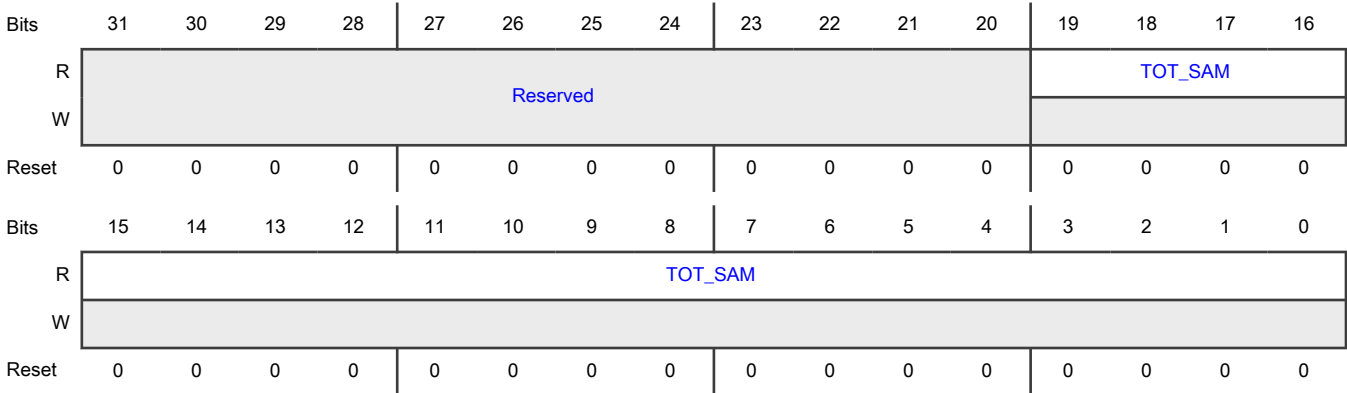 Bits 31 30 29 28 27 26 25 24 23 22 21 20 19 18 17 16
R TOT_SAM
Reserved
W
Reset 0 0 0 0 0 0 0 0 0 0 0 0 0 0 0 0
Bits 15 14 13 12 11 10 9 8 7 6 5 4 3 2 1 0
R TOT_SAM
W
Reset 0 0 0 0 0 0 0 0 0 0 0 0 0 0 0 0